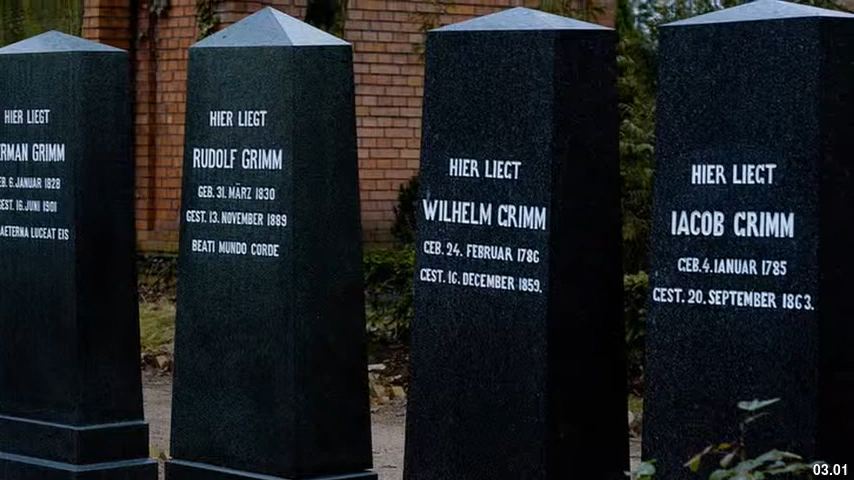 HIER LIEGT
ERMAN GRIMM
EB. 6. JANUAR 1828
EST. 16. JUNI 1901
AETERNA LUCEAT EIS
HIER LIEGT
RUDOLF GRIMM
GEB. 31. MÄRZ 1830
GEST. 13. NOVEMBER 1889
BEATI MUNDO CORDE
HIER LIEGT
WILHELM GRIMM
GEB. 24. FEBRUAR 1786
GEST. 16. DECEMBER 1859.
HIER LIEGT
IACOB GRIMM
GEB. 4. IANUAR 1785
GEST. 20. SEPTEMBER 1863.
03.01